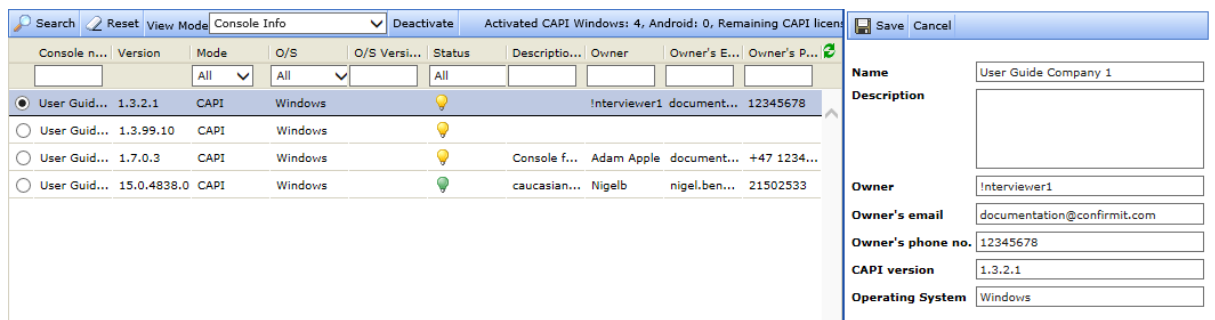 Search Reset View Mode Console Info Deactivate Activated CAPI Windows: 4, Android: 0, Remaining CAPI licens
Console n... Version Mode O/S O/S Versi... Status Descriptio... Owner Owner's E... Owner's P...
All All All
User Guid... 1.3.2.1 CAPI Windows !nterviewer1 document... 12345678
User Guid... 1.3.99.10 CAPI Windows
User Guid... 1.7.0.3 CAPI Windows Console f... Adam Apple document... +47 1234...
User Guid... 15.0.4838.0 CAPI Windows caucasian... Nigelb nigel.ben... 21502533
Save Cancel
Name User Guide Company 1
Description
Owner !nterviewer1
Owner's email documentation@confirmit.com
Owner's phone no. 12345678
CAPI version 1.3.2.1
Operating System Windows